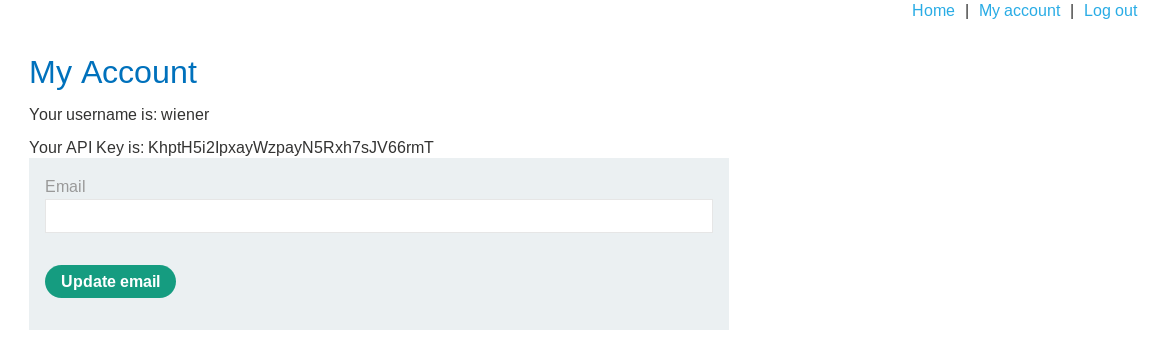 Home | My account | Log out
My Account
Your username is: wiener
Your API Key is: KhptH5i2IpxayWzpayN5Rxh7sJV66rmT
Email
Update email